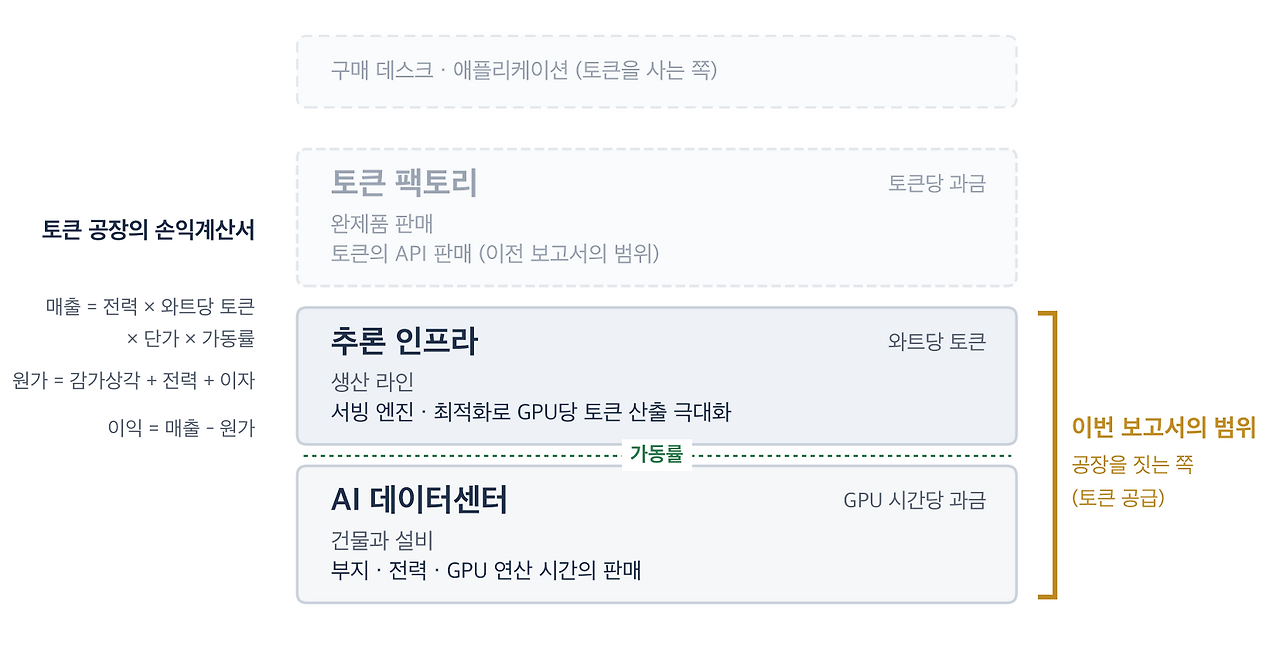 구매 데스크 · 애플리케이션 (토큰을 사는 쪽)
토큰 팩토리
토큰당 과금
완제품 판매
토큰의 API 판매 (이전 보고서의 범위)
토큰 공장의 손익계산서
매출 = 전력 × 와트당 토큰
× 단가 × 가동률
원가 = 감가상각 + 전력 + 이자
이익 = 매출 − 원가
추론 인프라
와트당 토큰
생산 라인
서빙 엔진 · 최적화로 GPU당 토큰 산출 극대화
가동률
AI 데이터센터
GPU 시간당 과금
건물과 설비
부지 · 전력 · GPU 연산 시간의 판매
이번 보고서의 범위
공장을 짓는 쪽
(토큰 공급)